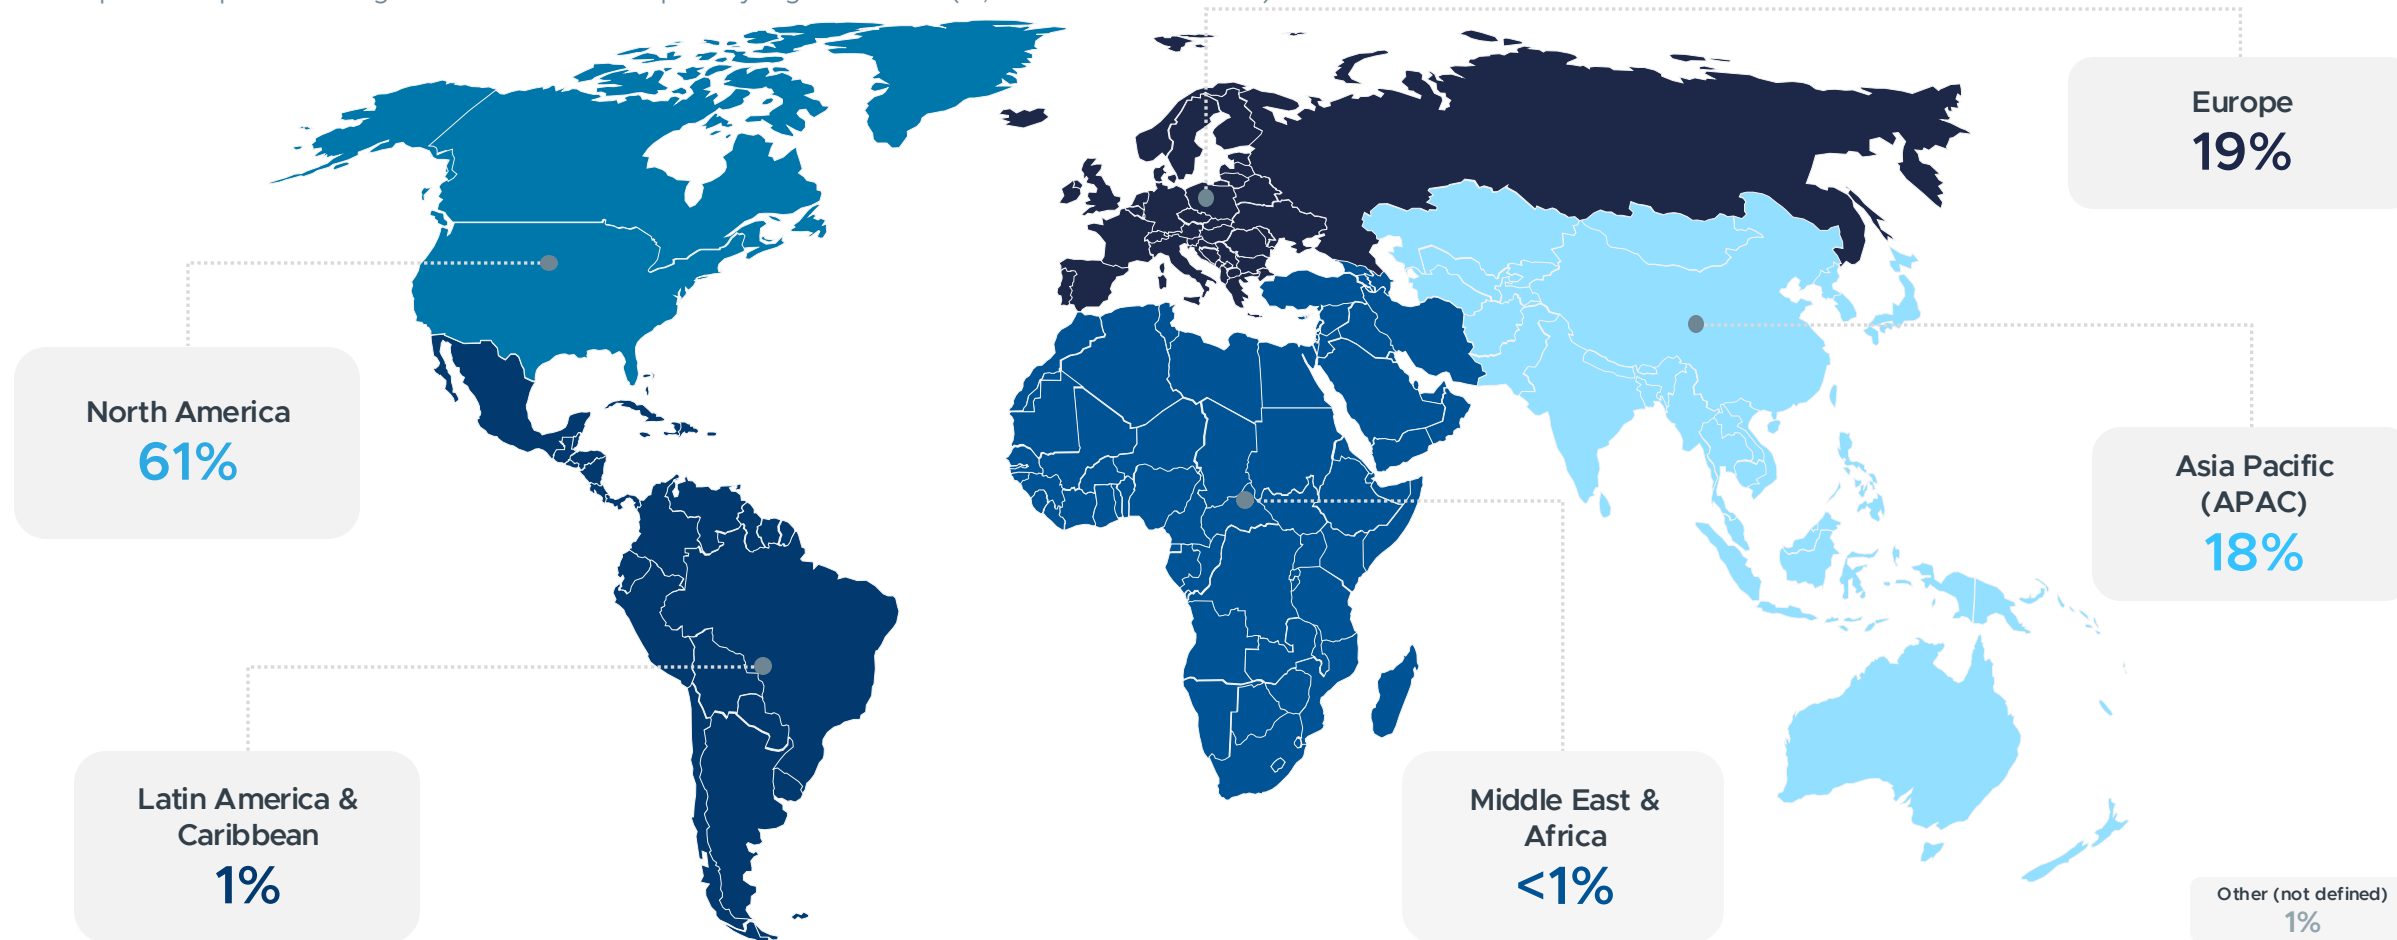 Europe
19%
North America
61%
Asia Pacific
(APAC)
18%
Latin America &
Caribbean
1%
Middle East &
Africa
<1%
Other (not defined)
1%